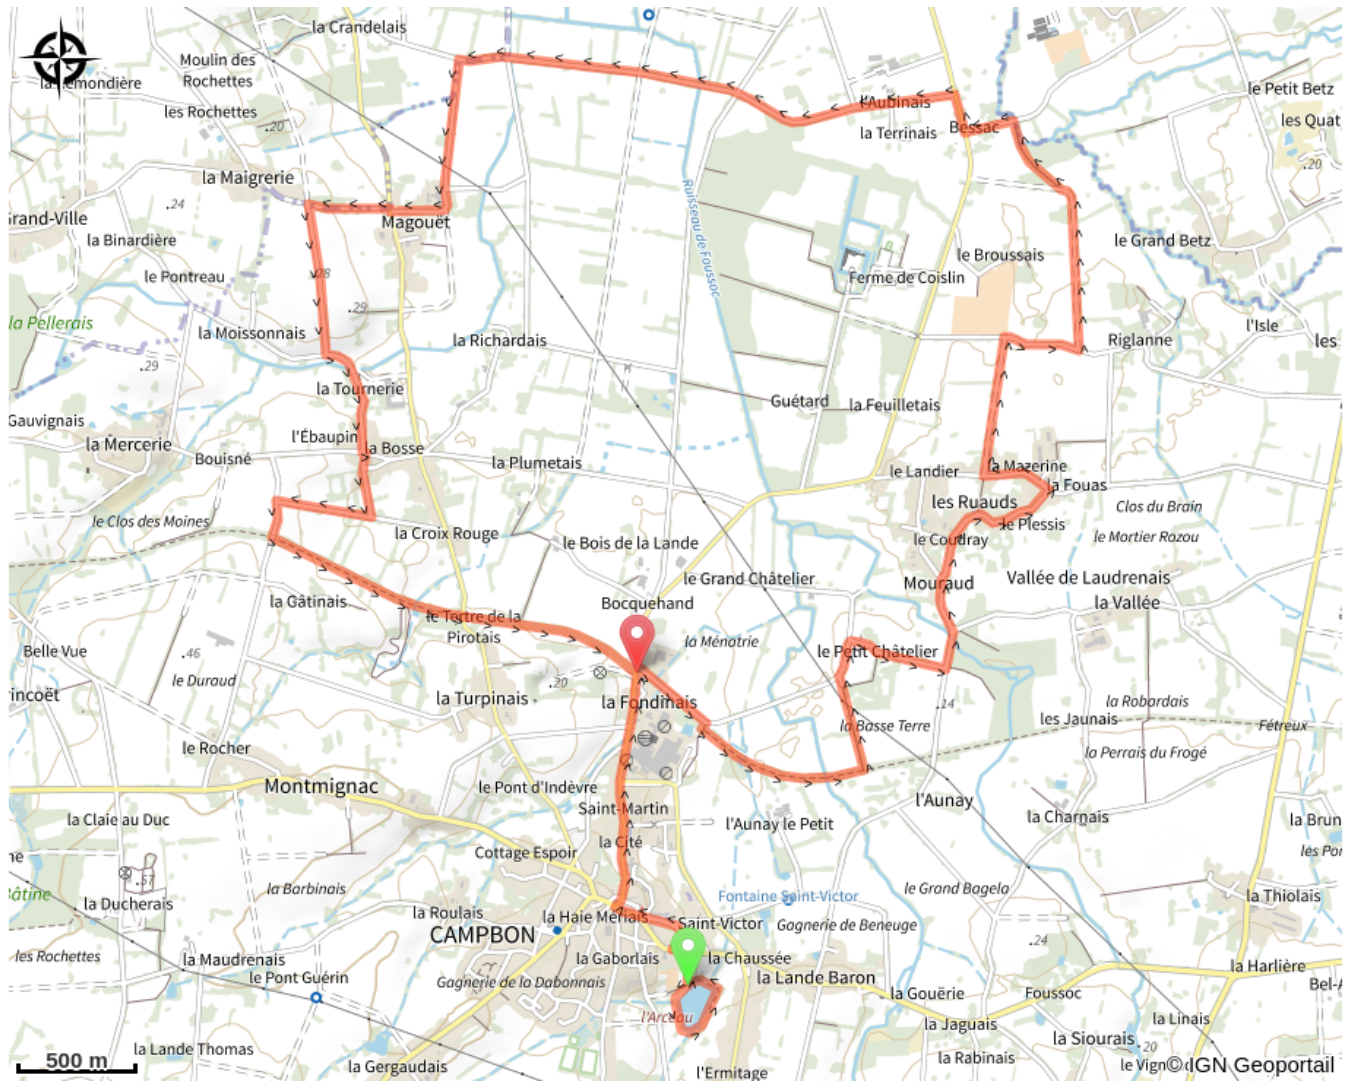 la Crandelais
Moulin des
Rochettes
les Rochettes
20
l'Aubinais
la Terrinais
Bessac
le Petit Betz
les Quat
20
la Maigrerie
24
Grand-Ville
Magouët
la Binardière
le Pontreau
28
29
Ruisseau de Foussoc
le Broussais
Ferme de Coislin
le Grand Betz
la Pellerais
la Moissonnais
la Richardais
l'Isle
les
Riglanne
29
la Tournerie
Guétard
la Feuilletais
Gauvignais
la Mercerie
l'Ébaupin
la Bosse
Bouisné
la Plumetais
le Landier
la Mazerine
la Fouas
les Ruauds
Clos du Brain
le Clos des Moines
la Croix Rouge
le Plessis
le Coudray
le Mortier Rozou
le Bois de la Lande
le Grand Châtelier
Mouraud
Vallée de Laudrenais
la Vallée
la Gâtinais
Bocquehand
le Tertre de la
Pirotais
la Ménotrie
le Petit Châtelier
Belle Vue
46
le Duraud
rincoët
20
la Turpinais
la Fondinais
la Basse Terre
14
la Robardais
les Jaunais
Fétreux
la Perrais du Frogé
le Rocher
Montmignac
le Pont d'Indèvre
Saint-Martin
l'Aunay
la Claie au Duc
l'Aunay le Petit
la Charnais
la Brun
la Cité
les Por
Cottage Espoir
57
la Barbinais
la Ducherais
Bâtine
Fontaine Saint-Victor
le Grand Bogelo
la Thiolais
la Roulais
la Haie Meriais
Saint-Victor
Gagnerie de Beneuge
CAMPBON
24
les Rochettes
la Maudrenais
la Gaborlais
la Chaussée
le Pont Guérin
Gagnerie de la Dabonnais
la Lande Baron
la Harlière
la Gouërie
Foussoc
l'Arceau
la Jaguais
la Linais
la Siourais
20
500 m
la Lande Thomas
la Gergaudais
l'Ermitage
la Rabinais
le Vign
© IGN Geoportail